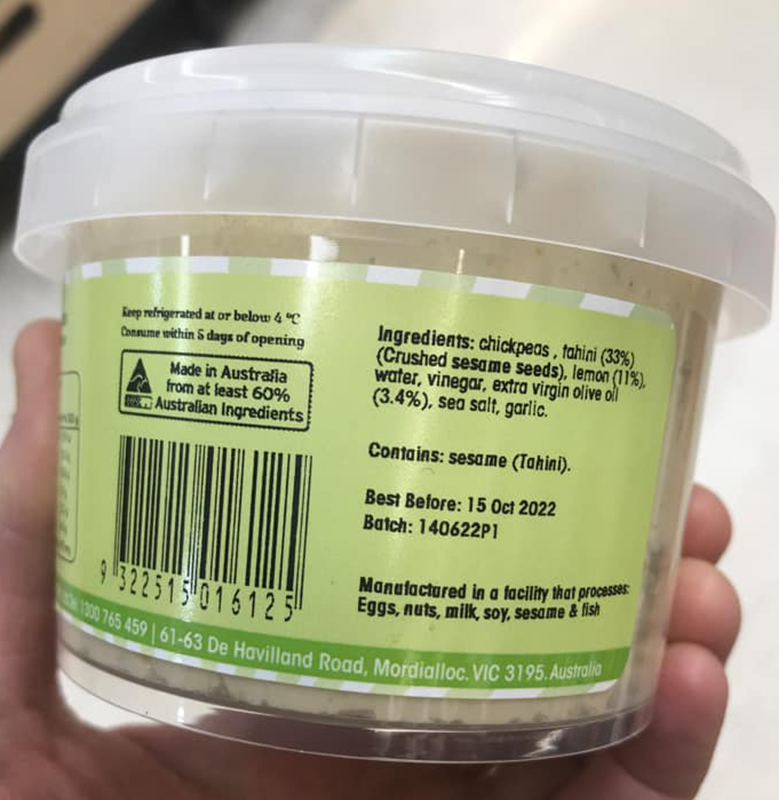 Keep refrigerated at or below 4 °C
Consume within 5 days of opening
Made in Australia
from at least 60%
Australian Ingredients
9 322515 016125
Ingredients: chickpeas , tahini (33%)
(Crushed sesame seeds), lemon (11%),
water, vinegar, extra virgin olive oil
(3.4%), sea salt, garlic.
Contains: sesame (Tahini).
Best Before: 15 Oct 2022
Batch: 140622P1
Manufactured in a facility that processes:
Eggs, nuts, milk, soy, sesame & fish
1300 765 459 | 61-63 De Havilland Road, Mordialloc. VIC 3195. Australia